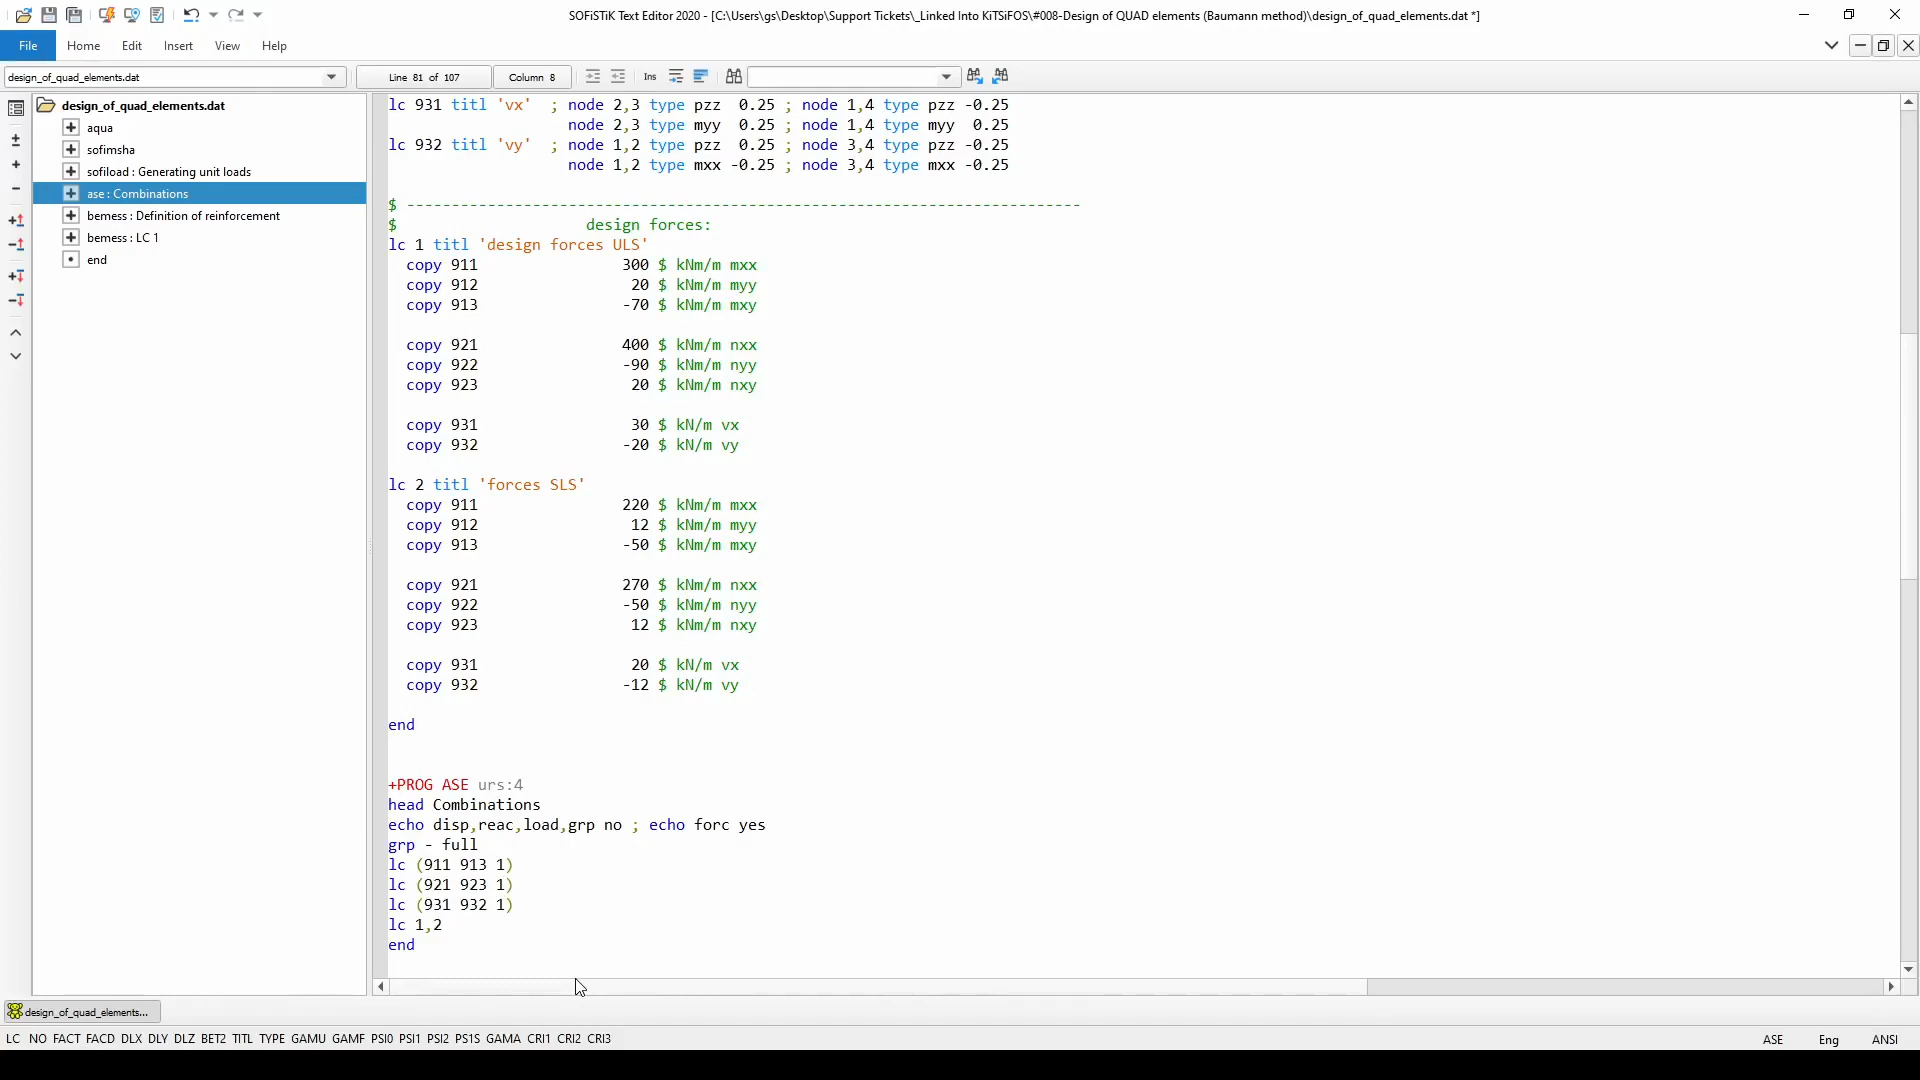 SOFiSTiK Text Editor 2020 - [C:\Users\gs\Desktop\Support Tickets\_Linked Into KiTSiFOS\#008-Design of QUAD elements (Baumann method)\design_of_quad_elements.dat *]
File Home Edit Insert View Help
design_of_quad_elements.dat Line 81 of 107 Column 8 Ins
design_of_quad_elements.dat
aqua
sofimsha
sofiload : Generating unit loads
ase : Combinations
bemess : Definition of reinforcement
bemess : LC 1
end
lc 931 titl 'vx' ; node 2,3 type pzz 0.25 ; node 1,4 type pzz -0.25
node 2,3 type myy 0.25 ; node 1,4 type myy 0.25
lc 932 titl 'vy' ; node 1,2 type pzz 0.25 ; node 3,4 type pzz -0.25
node 1,2 type mxx -0.25 ; node 3,4 type mxx -0.25
$ ---------------------------------------------------------------------------
$ design forces:
lc 1 titl 'design forces ULS'
copy 911 300 $ kNm/m mxx
copy 912 20 $ kNm/m myy
copy 913 -70 $ kNm/m mxy
copy 921 400 $ kNm/m nxx
copy 922 -90 $ kNm/m nyy
copy 923 20 $ kNm/m nxy
copy 931 30 $ kN/m vx
copy 932 -20 $ kN/m vy
lc 2 titl 'forces SLS'
copy 911 220 $ kNm/m mxx
copy 912 12 $ kNm/m myy
copy 913 -50 $ kNm/m mxy
copy 921 270 $ kNm/m nxx
copy 922 -50 $ kNm/m nyy
copy 923 12 $ kNm/m nxy
copy 931 20 $ kN/m vx
copy 932 -12 $ kN/m vy
end
+PROG ASE urs:4
head Combinations
echo disp,reac,load,grp no ; echo forc yes
grp - full
lc (911 913 1)
lc (921 923 1)
lc (931 932 1)
lc 1,2
end
design_of_quad_elements...
LC NO FACT FACD DLX DLY DLZ BET2 TITL TYPE GAMU GAMF PSI0 PSI1 PSI2 PS1S GAMA CRI1 CRI2 CRI3 ASE Eng ANSI